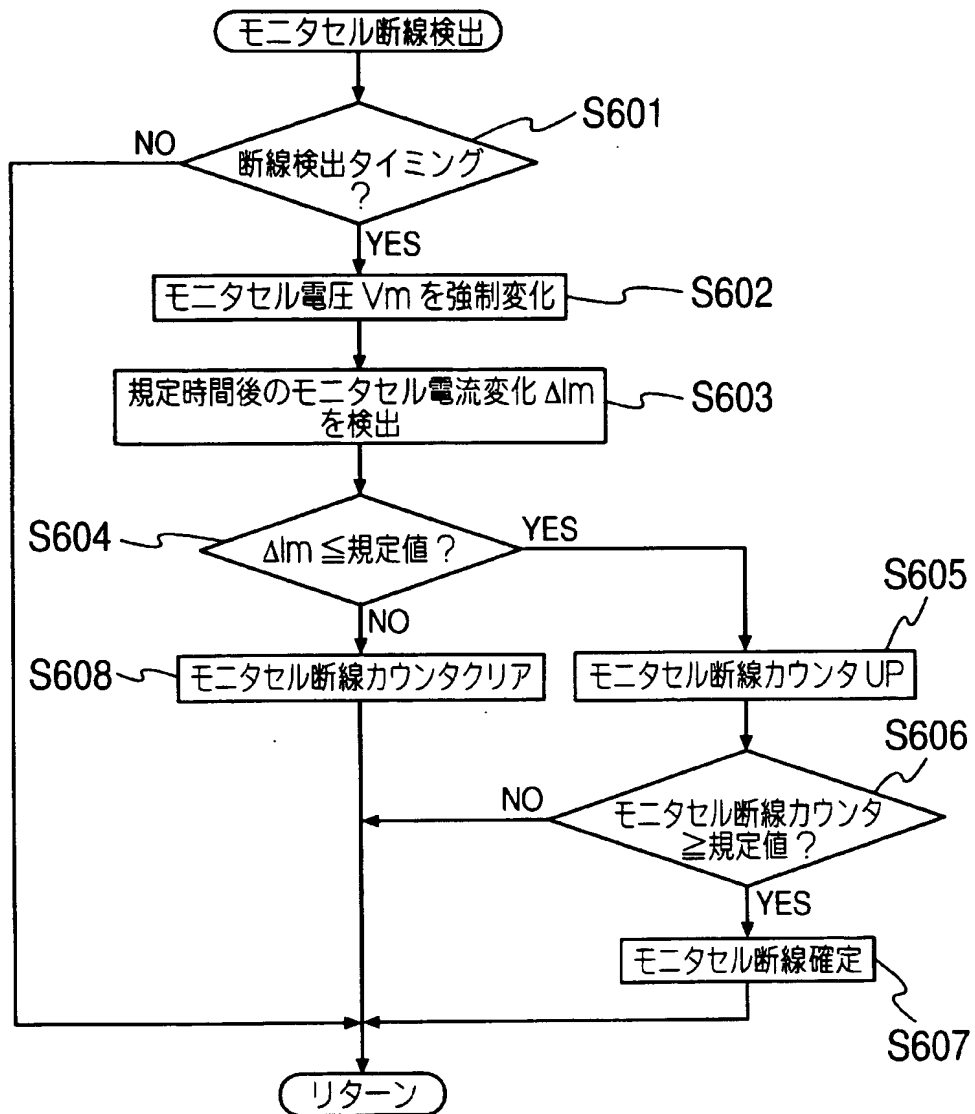 モニタセル断線検出
S601
NO
断線検出タイミング
?
YES
モニタセル電圧 Vm を強制変化
S602
規定時間後のモニタセル電流変化 ΔIm
を検出
S603
S604
ΔIm ≦規定値 ?
YES
NO
S605
S608
モニタセル断線カウンタクリア
モニタセル断線カウンタ UP
S606
NO
モニタセル断線カウンタ
≧規定値 ?
YES
モニタセル断線確定
S607
リターン